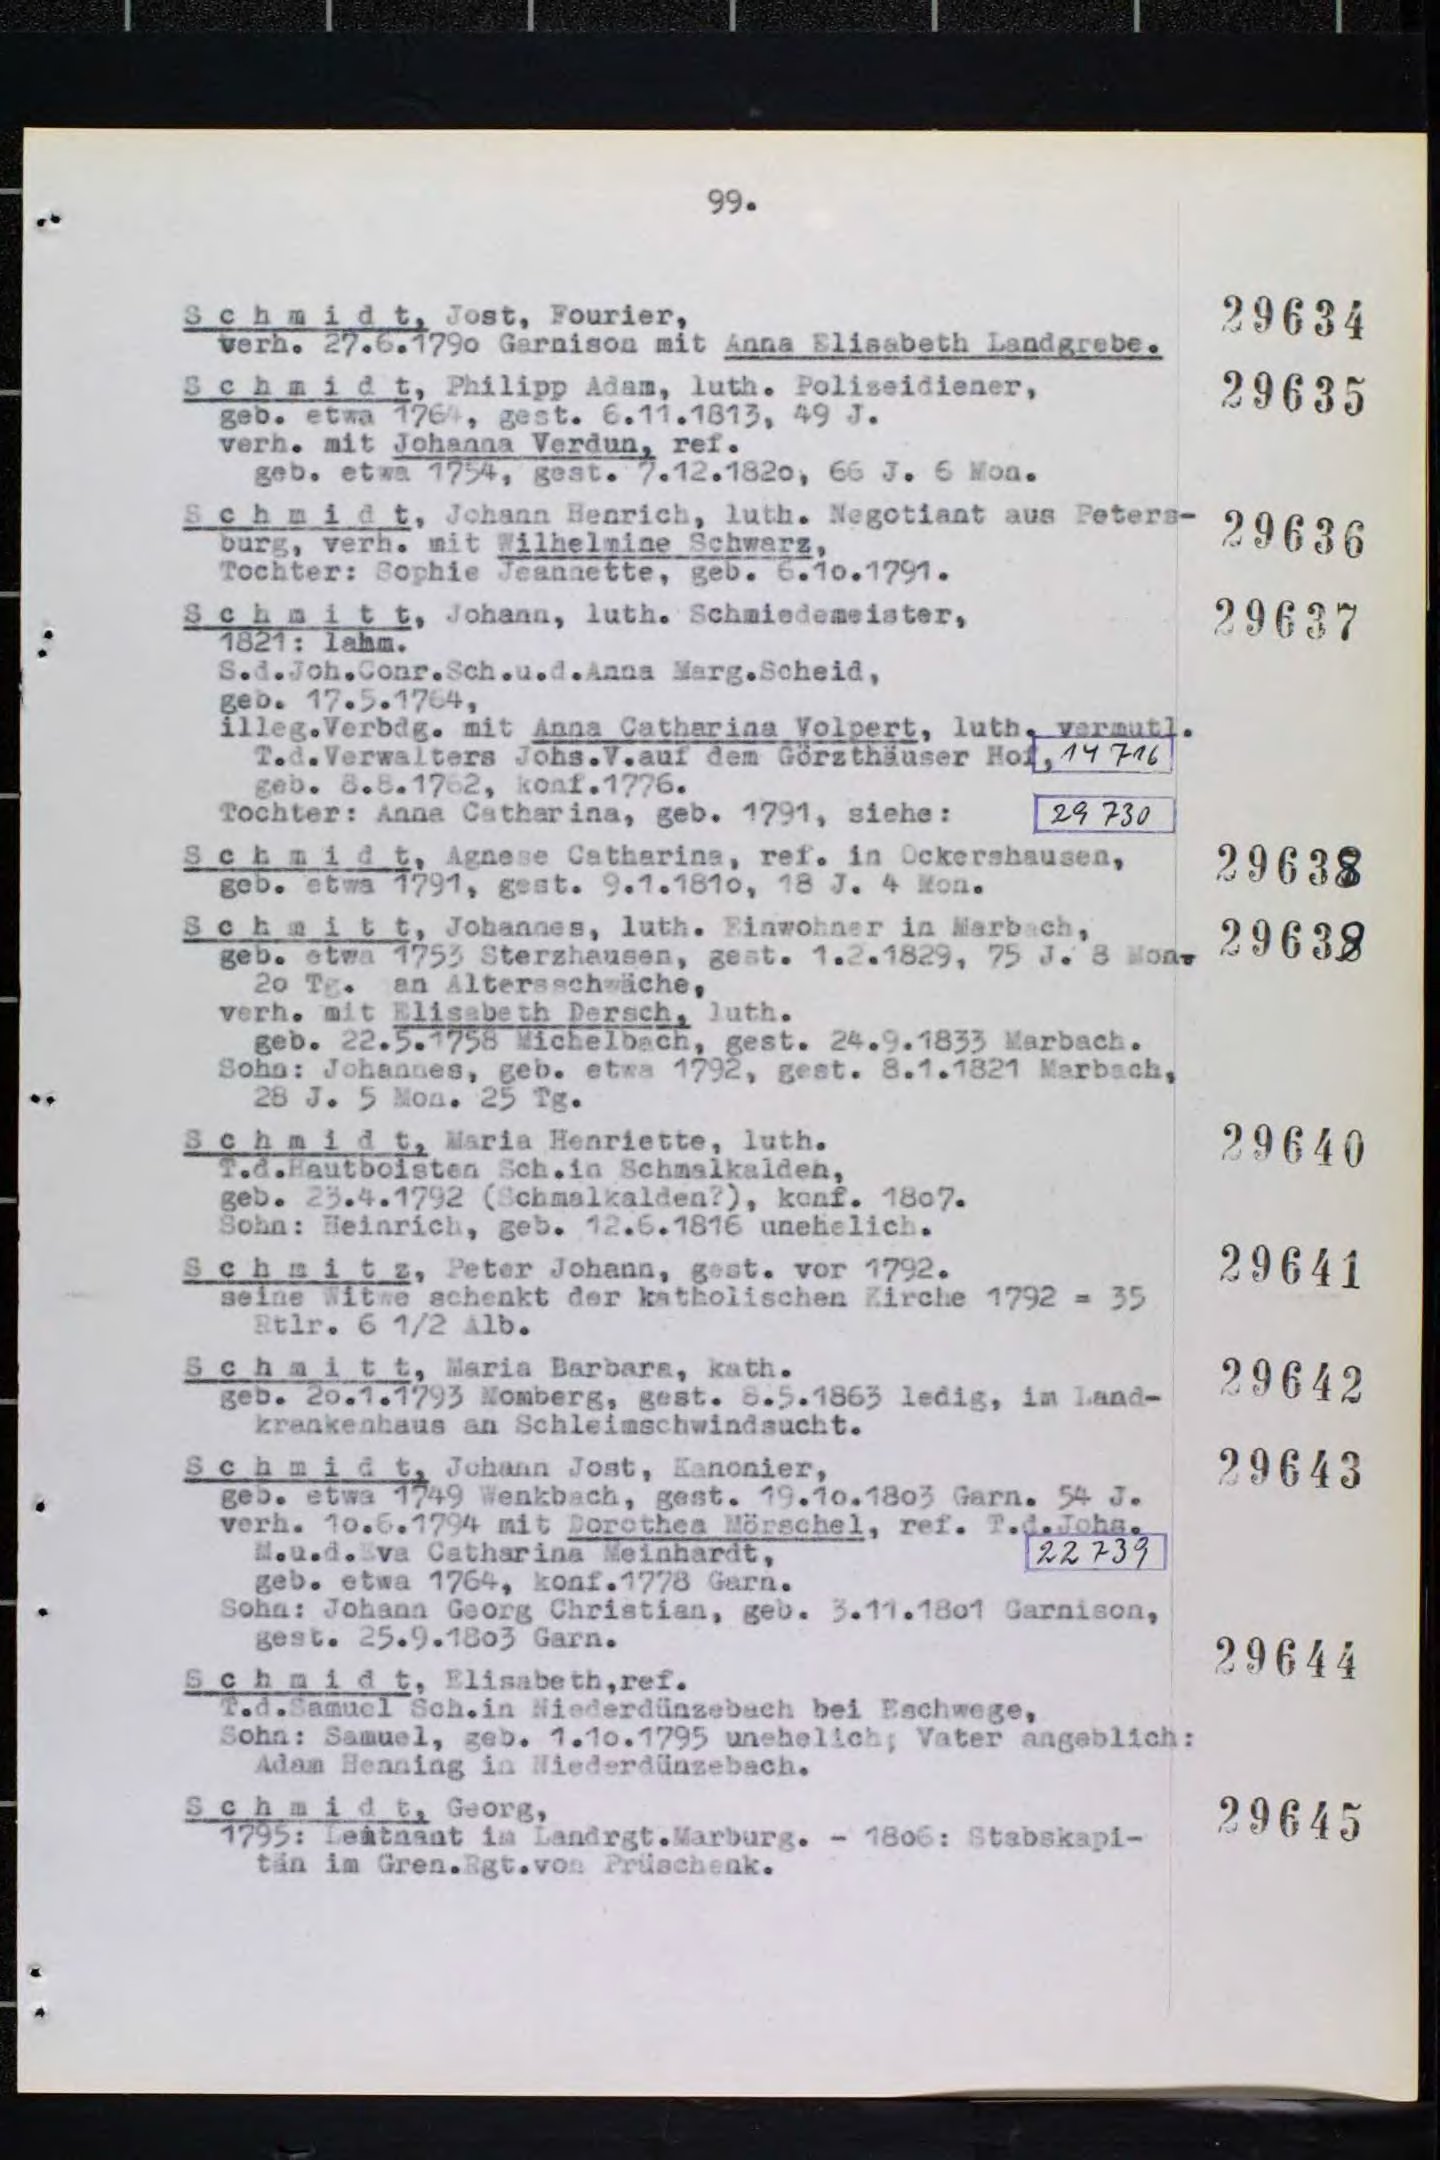 99.
S c h m i d t, Jost, Fourier, 29634
verh. 27.6.179o Garnison mit Anna Elisabeth Landgrebe.
S c h m i d t, Philipp Adam, luth. Polizeidiener, 29635
geb. etwa 1764, gest. 6.11.1813, 49 J.
verh. mit Johanna Verdun, ref.
geb. etwa 1754, gest. 7.12.182o, 66 J. 6 Mon.
S c h m i d t, Johann Henrich, luth. Negotiant aus Peters- 29636
burg, verh. mit Wilhelmine Schwarz,
Tochter: Sophie Jeannette, geb. 6.1o.1791.
S c h m i t t, Johann, luth. Schmiedemeister, 29637
1821: lahm.
S.d.Joh.Conr.Sch.u.d.Anna Marg.Scheid,
geb. 17.5.1764,
illeg.Verbdg. mit Anna Catharina Volpert, luth. vermutl.
T.d.Verwalters Johs.V.auf dem Görzthäuser Hof, 14 716
geb. 8.8.1762, konf.1776.
Tochter: Anna Catharina, geb. 1791, siehe: 29 730
S c h m i d t, Agnese Catharina, ref. in Ockershausen, 29638
geb. etwa 1791, gest. 9.1.181o, 18 J. 4 Mon.
S c h m i t t, Johannes, luth. Einwohner in Marbach,
geb. etwa 1753 Sterzhausen, gest. 1.2.1829, 75 J. 8 Mon.
2o Tg. an Altersschwäche,
verh. mit Elisabeth Dersch, luth.
geb. 22.5.1758 Michelbach, gest. 24.9.1833 Marbach.
Sohn: Johannes, geb. etwa 1792, gest. 8.1.1821 Marbach,
28 J. 5 Mon. 25 Tg.
S c h m i d t, Maria Henriette, luth. 29640
T.d.Hautboisten Sch.in Schmalkalden,
geb. 23.4.1792 (Schmalkalden?), konf. 18o7.
Sohn: Heinrich, geb. 12.6.1816 unehelich.
S c h m i t z, Peter Johann, gest. vor 1792. 29641
seine Witwe schenkt der katholischen Kirche 1792 = 35
Rtlr. 6 1/2 Alb.
S c h m i t t, Maria Barbara, kath. 29642
geb. 2o.1.1793 Momberg, gest. 8.5.1863 ledig, im Land-
krankenhaus an Schleimschwindsucht.
S c h m i d t, Johann Jost, Kanonier, 29643
geb. etwa 1749 Wenkbach, gest. 19.1o.18o3 Garn. 54 J.
verh. 1o.6.1794 mit Dorothea Mörschel, ref. T.d.Johs.
M.u.d.Eva Catharina Meinhardt, 22 739
geb. etwa 1764, konf.1778 Garn.
Sohn: Johann Georg Christian, geb. 3.11.18o1 Garnison,
gest. 25.9.18o3 Garn.
S c h m i d t, Elisabeth,ref. 29644
T.d.Samuel Sch.in Niederdünzebach bei Eschwege,
Sohn: Samuel, geb. 1.1o.1795 unehelich; Vater angeblich:
Adam Henning in Niederdünzebach.
S c h m i d t, Georg, 29645
1795: Leutnant im Landrgt.Marburg. - 18o6: Stabskapi-
tän im Gren.Rgt.von Prüschenk.